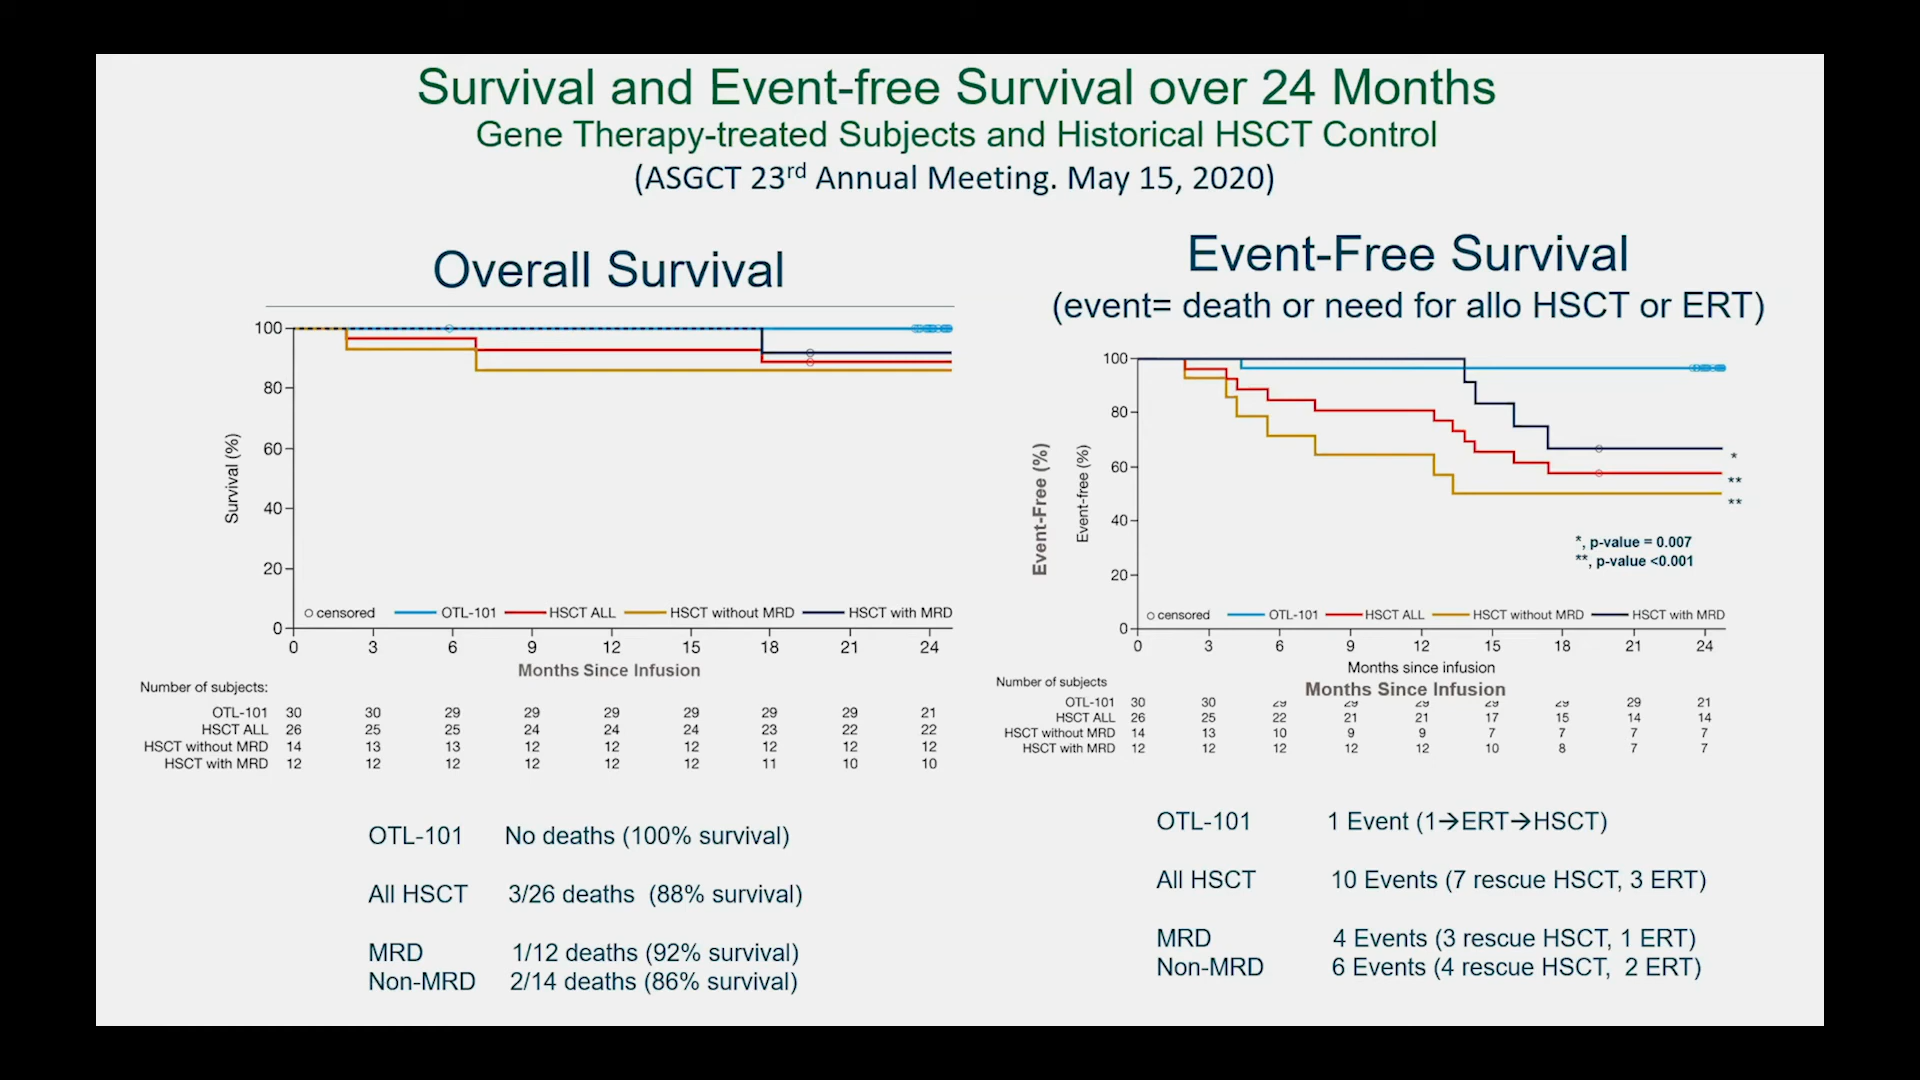 Survival and Event-free Survival over 24 Months
Gene Therapy-treated Subjects and Historical HSCT Control
(ASGCT 23rd Annual Meeting. May 15, 2020)
Overall Survival
100
80
60
40
20
0
Survival (%)
○ censored OTL-101 HSCT ALL HSCT without MRD HSCT with MRD
0 3 6 9 12 15 18 21 24
Months Since Infusion
Number of subjects:
OTL-101 30 30 29 29 29 29 29 29 21
HSCT ALL 26 25 25 24 24 24 23 22 22
HSCT without MRD 14 13 13 12 12 12 12 12 12
HSCT with MRD 12 12 12 12 12 12 11 10 10
OTL-101 No deaths (100% survival)
All HSCT 3/26 deaths (88% survival)
MRD 1/12 deaths (92% survival)
Non-MRD 2/14 deaths (86% survival)
Event-Free Survival
(event= death or need for allo HSCT or ERT)
100
80
60
40
20
0
Event-Free (%)
Event-free (%)
*
**
**
*, p-value = 0.007
**, p-value <0.001
○ censored OTL-101 HSCT ALL HSCT without MRD HSCT with MRD
0 3 6 9 12 15 18 21 24
Months since infusion
Months Since Infusion
Number of subjects
OTL-101 30 30 29 29 29 29 29 29 21
HSCT ALL 26 25 22 21 21 17 15 14 14
HSCT without MRD 14 13 10 9 9 7 7 7 7
HSCT with MRD 12 12 12 12 12 10 8 7 7
OTL-101 1 Event (1→ERT→HSCT)
All HSCT 10 Events (7 rescue HSCT, 3 ERT)
MRD 4 Events (3 rescue HSCT, 1 ERT)
Non-MRD 6 Events (4 rescue HSCT, 2 ERT)